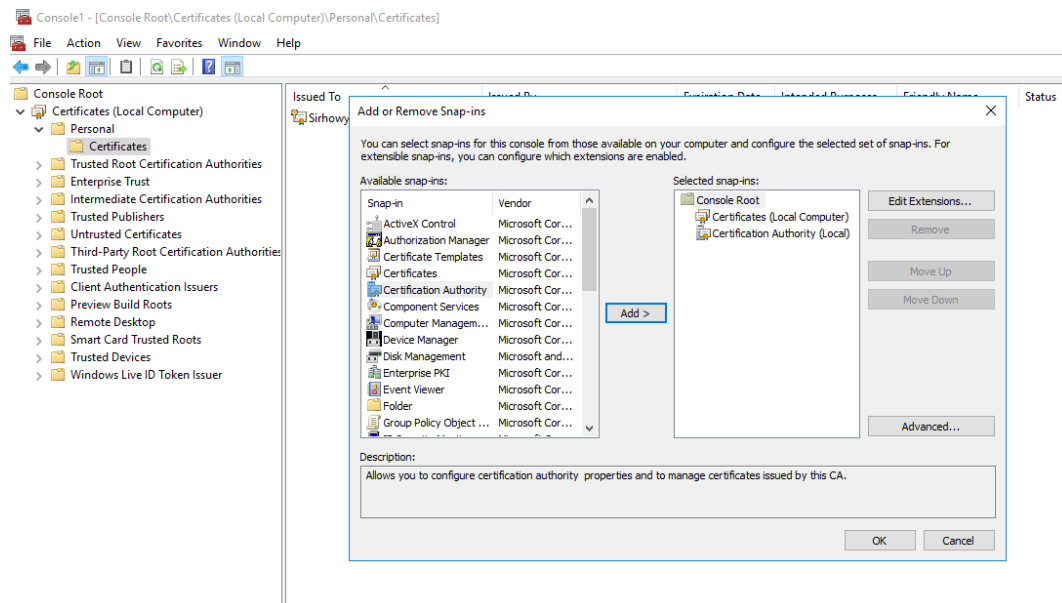 Console1 - [Console Root\Certificates (Local Computer)\Personal\Certificates]
File Action View Favorites Window Help
Console Root
Certificates (Local Computer)
Personal
Certificates
Trusted Root Certification Authorities
Enterprise Trust
Intermediate Certification Authorities
Trusted Publishers
Untrusted Certificates
Third-Party Root Certification Authorities
Trusted People
Client Authentication Issuers
Preview Build Roots
Remote Desktop
Smart Card Trusted Roots
Trusted Devices
Windows Live ID Token Issuer
Issued To Issued By Expiration Date Intended Purposes Friendly Name Status
Sirhowy
Add or Remove Snap-ins
You can select snap-ins for this console from those available on your computer and configure the selected set of snap-ins. For
extensible snap-ins, you can configure which extensions are enabled.
Available snap-ins:
Snap-in Vendor
ActiveX Control Microsoft Cor...
Authorization Manager Microsoft Cor...
Certificate Templates Microsoft Cor...
Certificates Microsoft Cor...
Certification Authority Microsoft Cor...
Component Services Microsoft Cor...
Computer Managem... Microsoft Cor...
Device Manager Microsoft Cor...
Disk Management Microsoft and...
Enterprise PKI Microsoft Cor...
Event Viewer Microsoft Cor...
Folder Microsoft Cor...
Group Policy Object ... Microsoft Cor...
Add >
Selected snap-ins:
Console Root
Certificates (Local Computer)
Certification Authority (Local)
Edit Extensions...
Remove
Move Up
Move Down
Advanced...
Description:
Allows you to configure certification authority  properties and to manage certificates issued by this CA.
OK Cancel